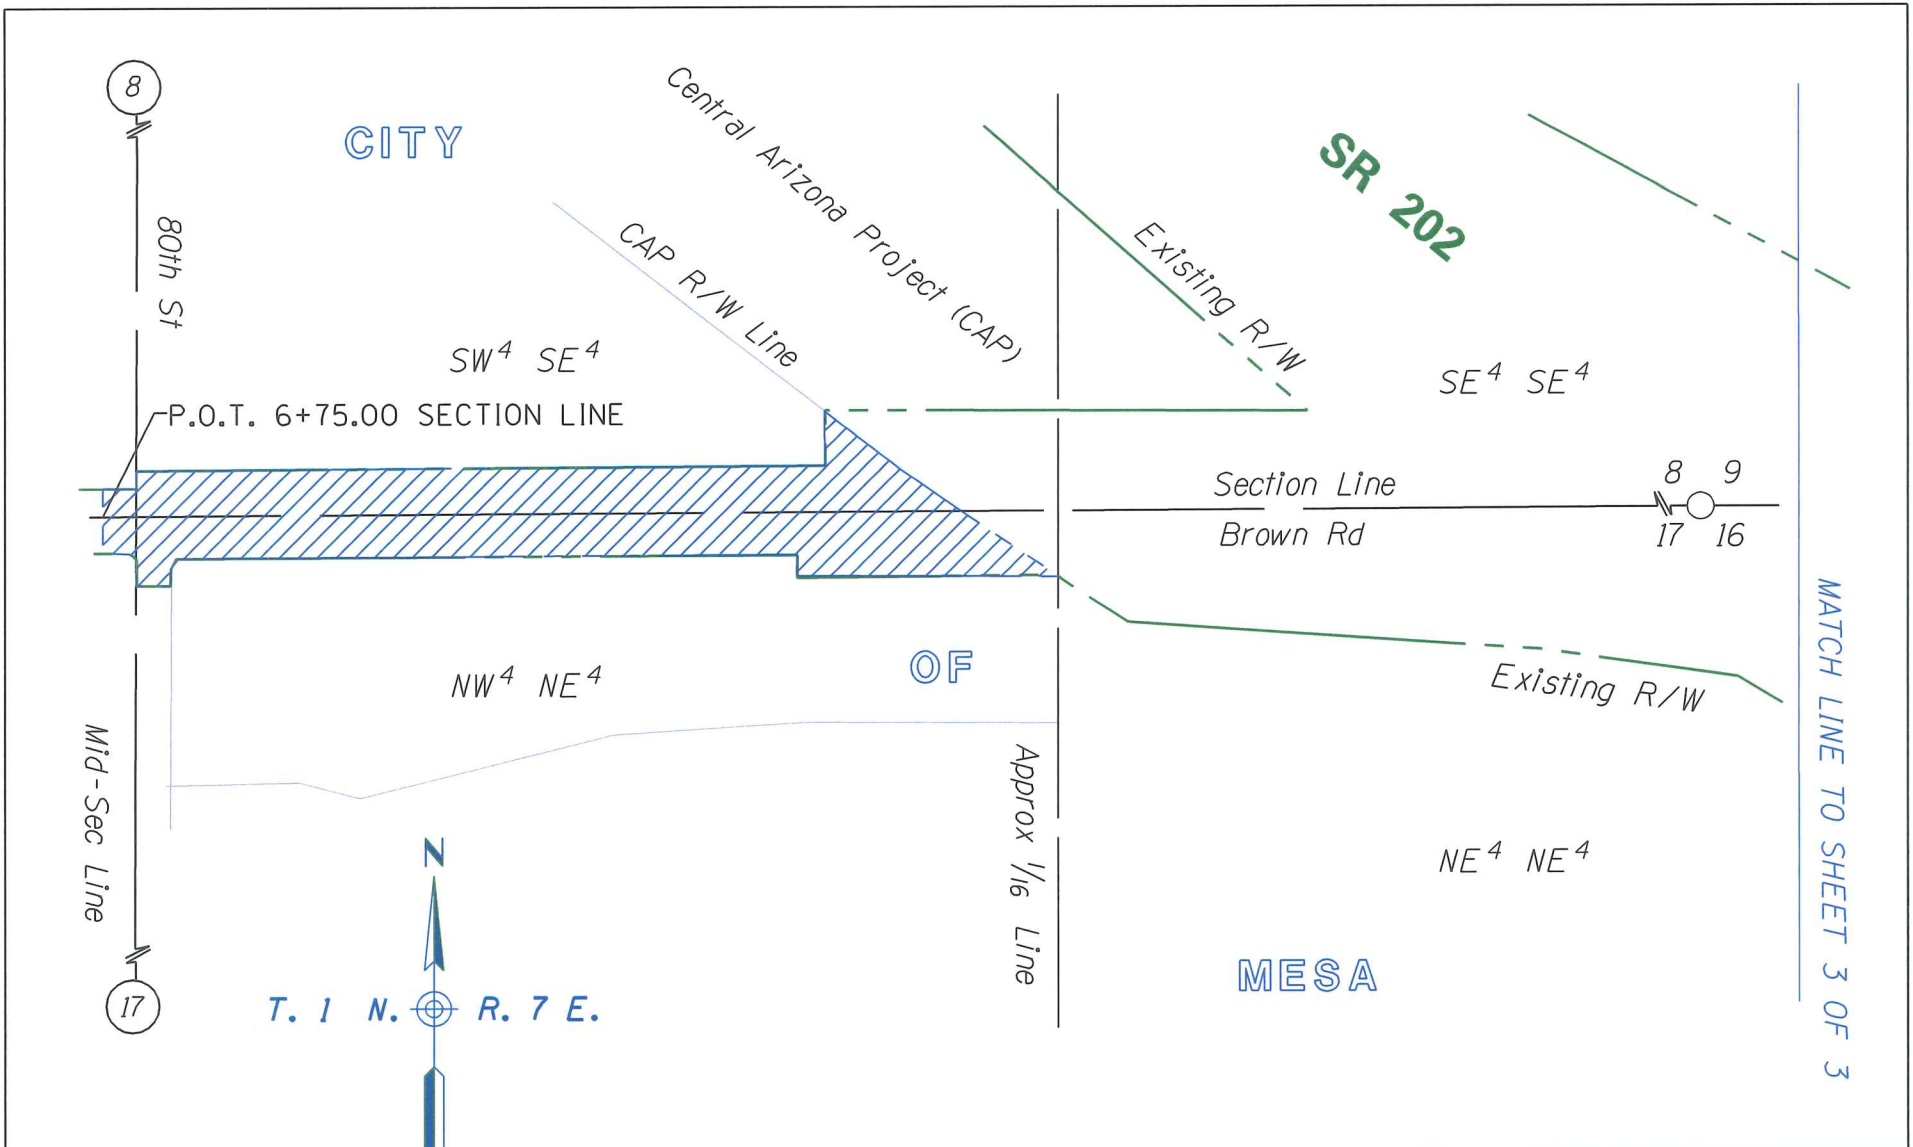 8
CITY
Central Arizona Project (CAP)
SR 202
80th St
CAP R/W Line
Existing R/W
SW⁴ SE⁴
SE⁴ SE⁴
P.O.T. 6+75.00 SECTION LINE
Section Line
8 9
Brown Rd
17 16
MATCH LINE TO SHEET 3 OF 3
OF
NW⁴ NE⁴
Existing R/W
Mid-Sec Line
Approx 1/16 Line
N
NE⁴ NE⁴
MESA
17
T. 1 N. R. 7 E.